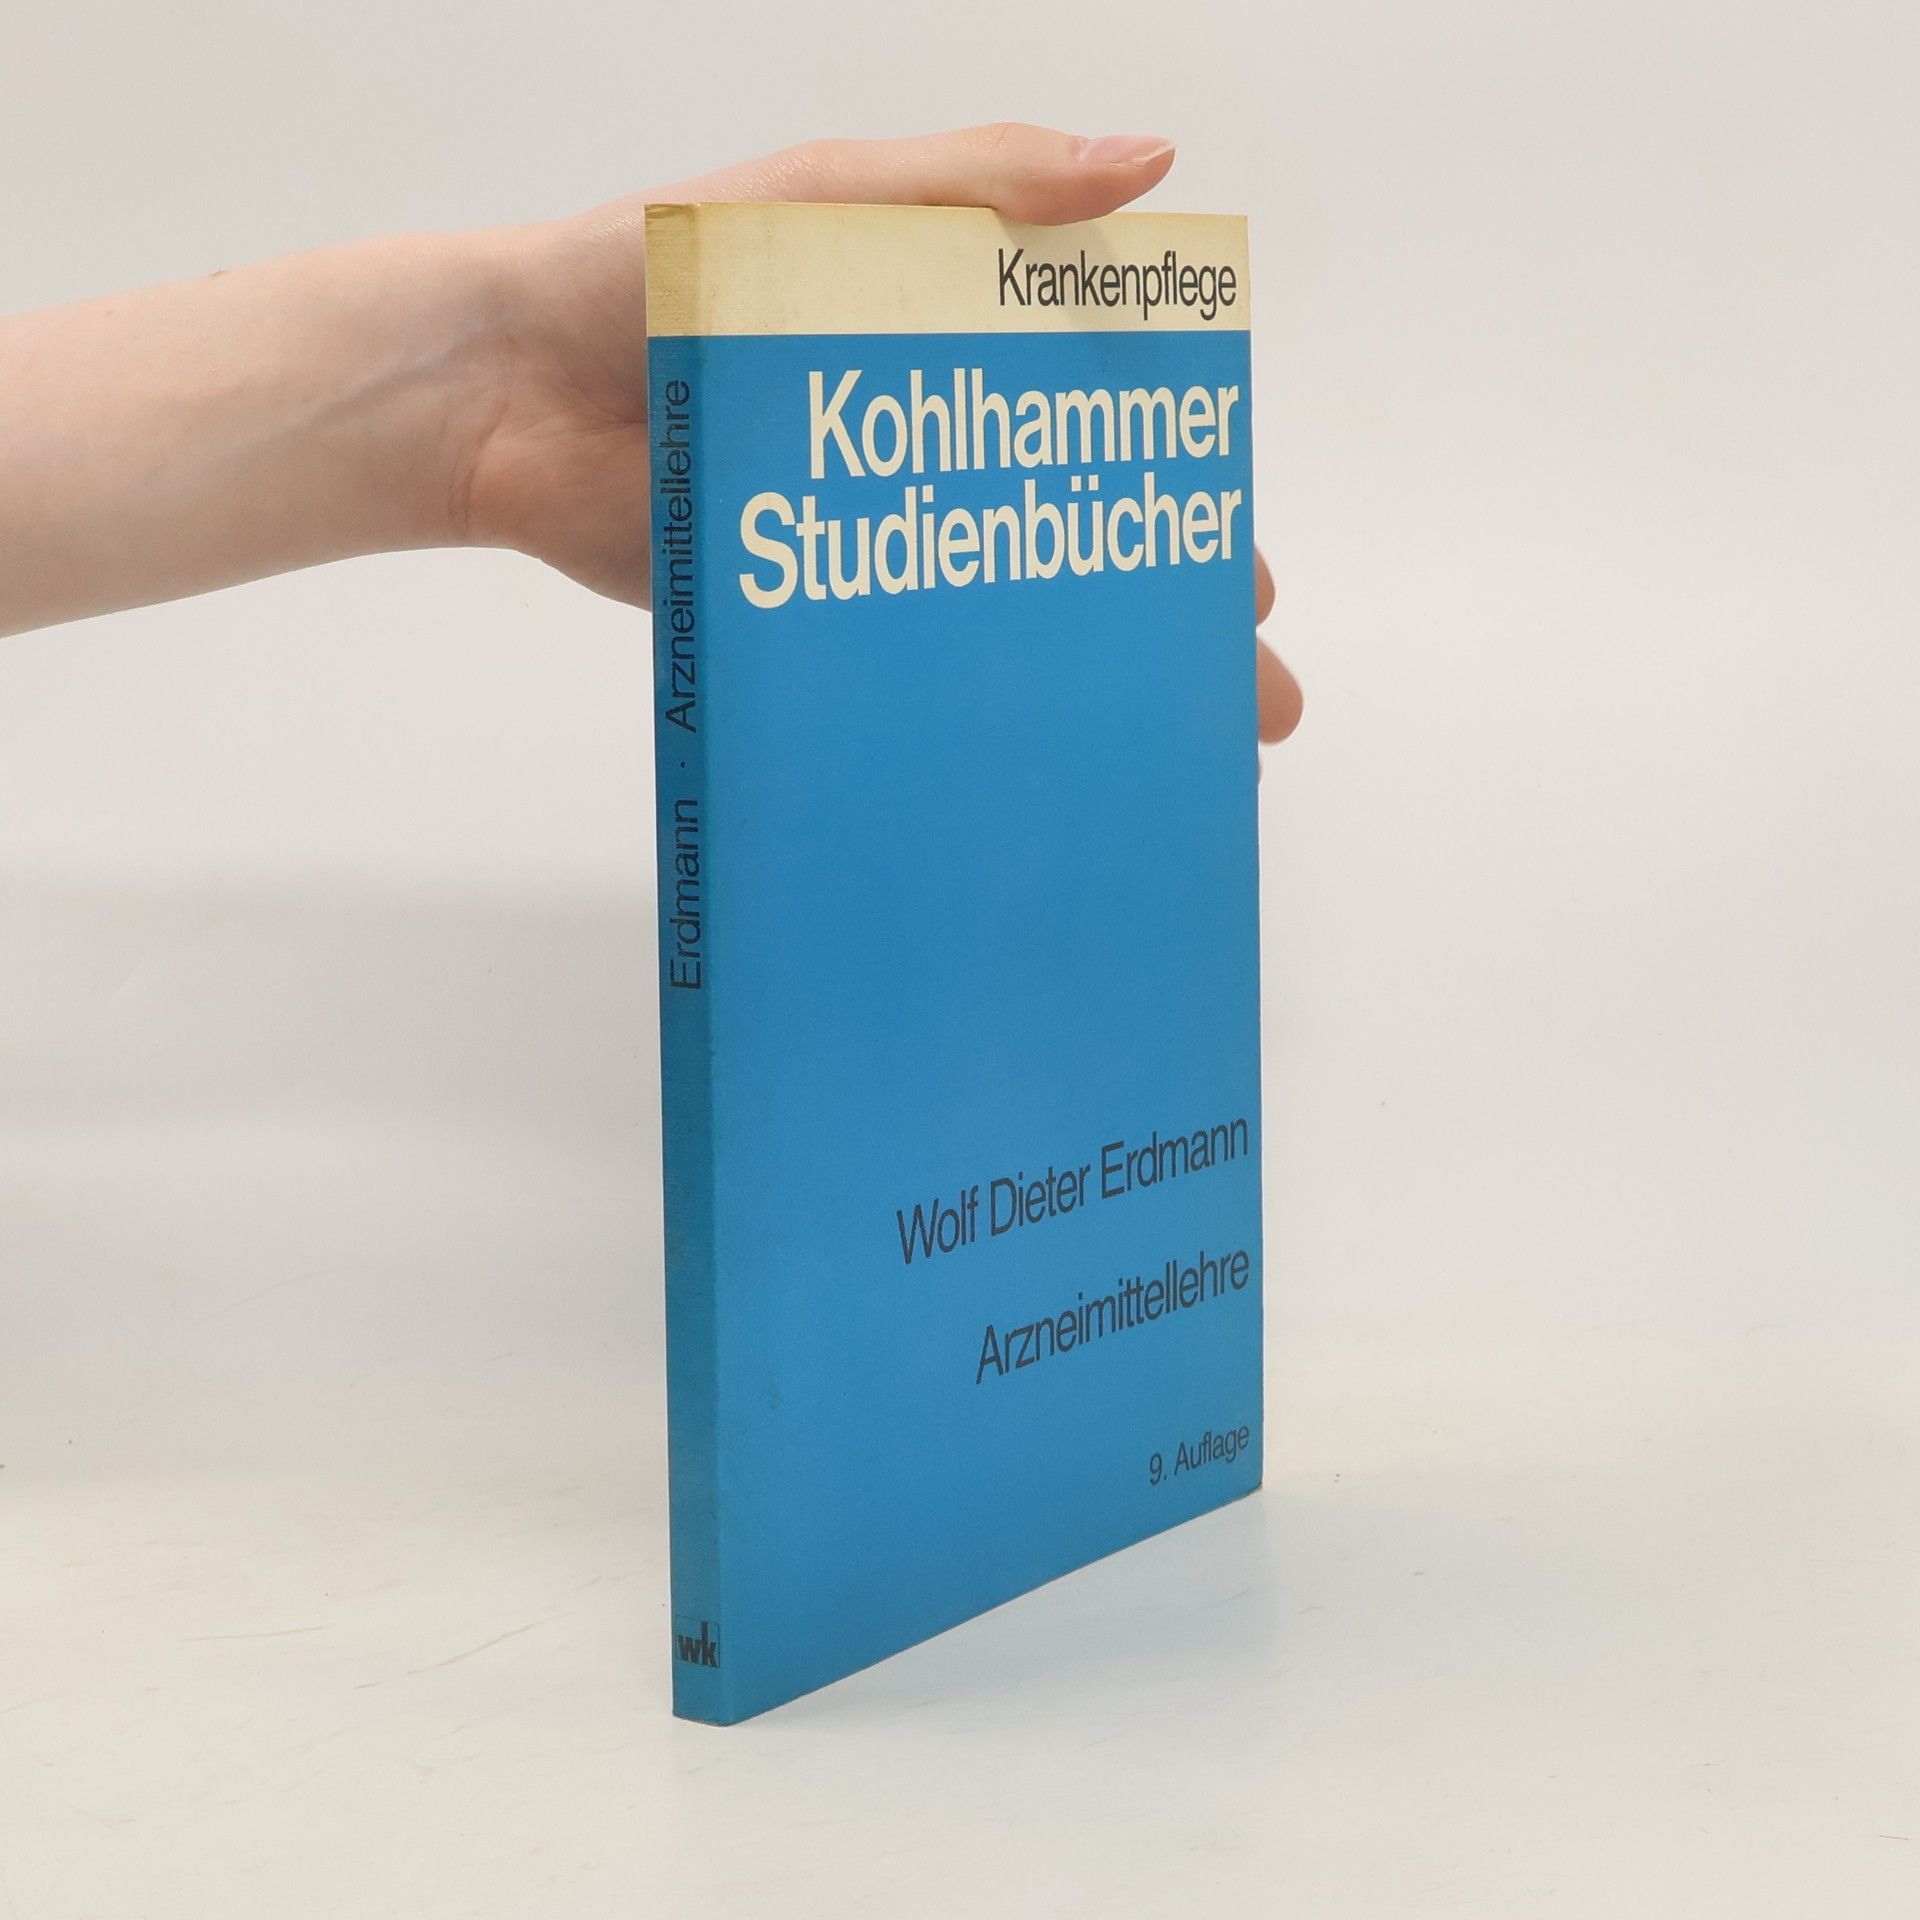 Krankenpflege
Kohlhammer
Studienbücher
Wolf Dieter Erdmann
Arzneimittellehre
9. Auflage
Erdmann · Arzneimittellehre
wk